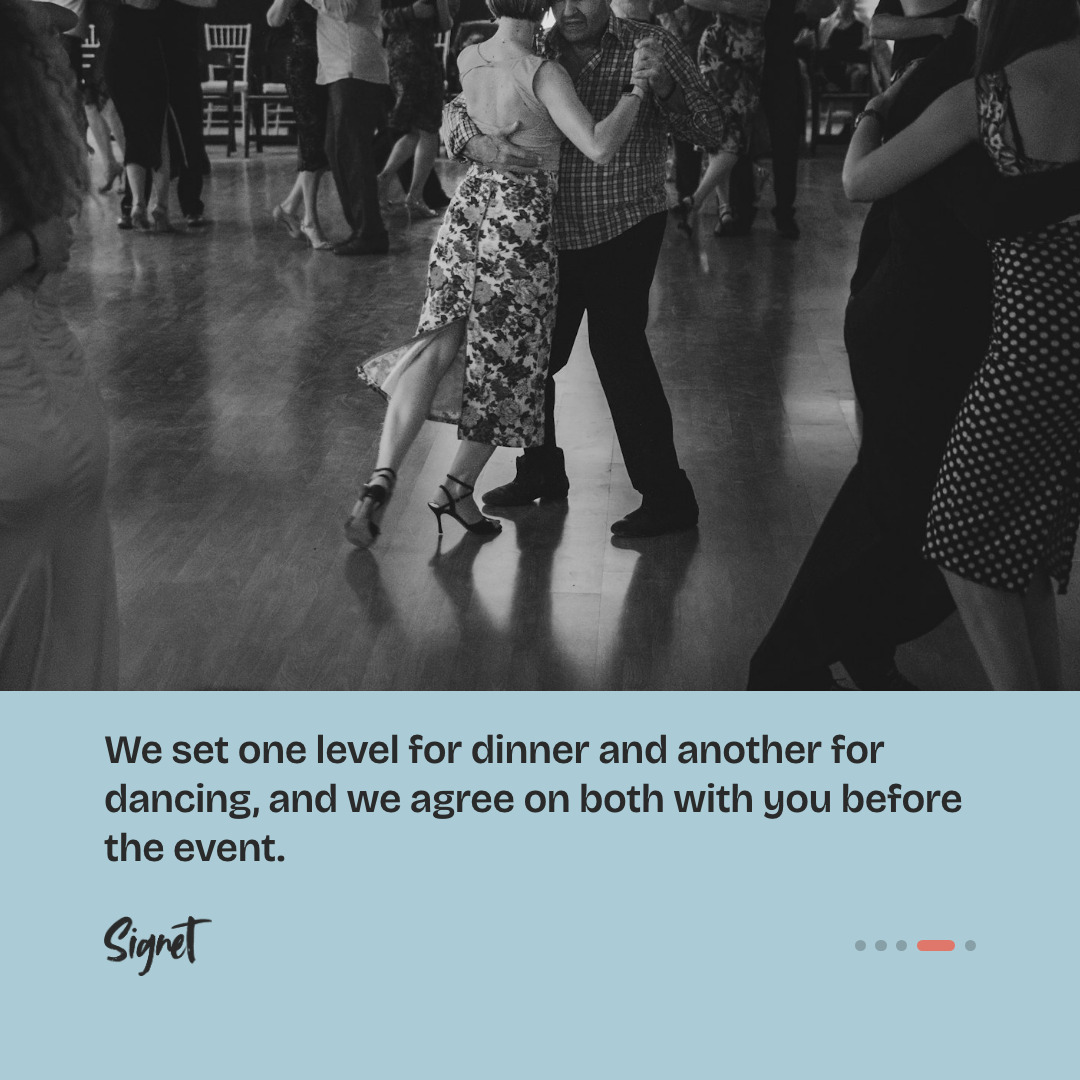 We set one level for dinner and another for
dancing, and we agree on both with you before
the event.
Signet